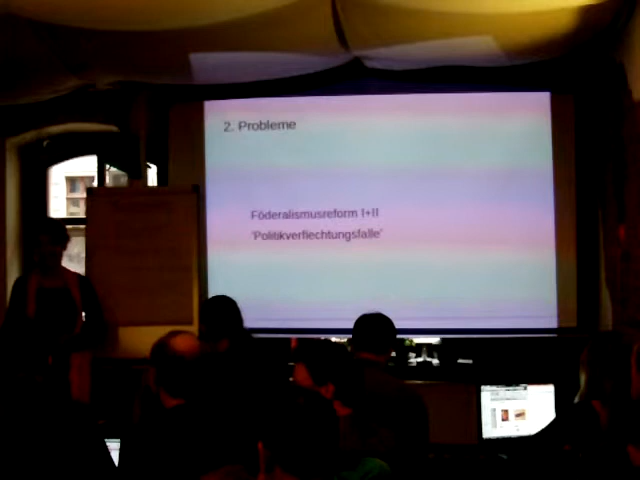 2. Probleme
Föderalismusreform I+II
'Politikverflechtungsfalle'